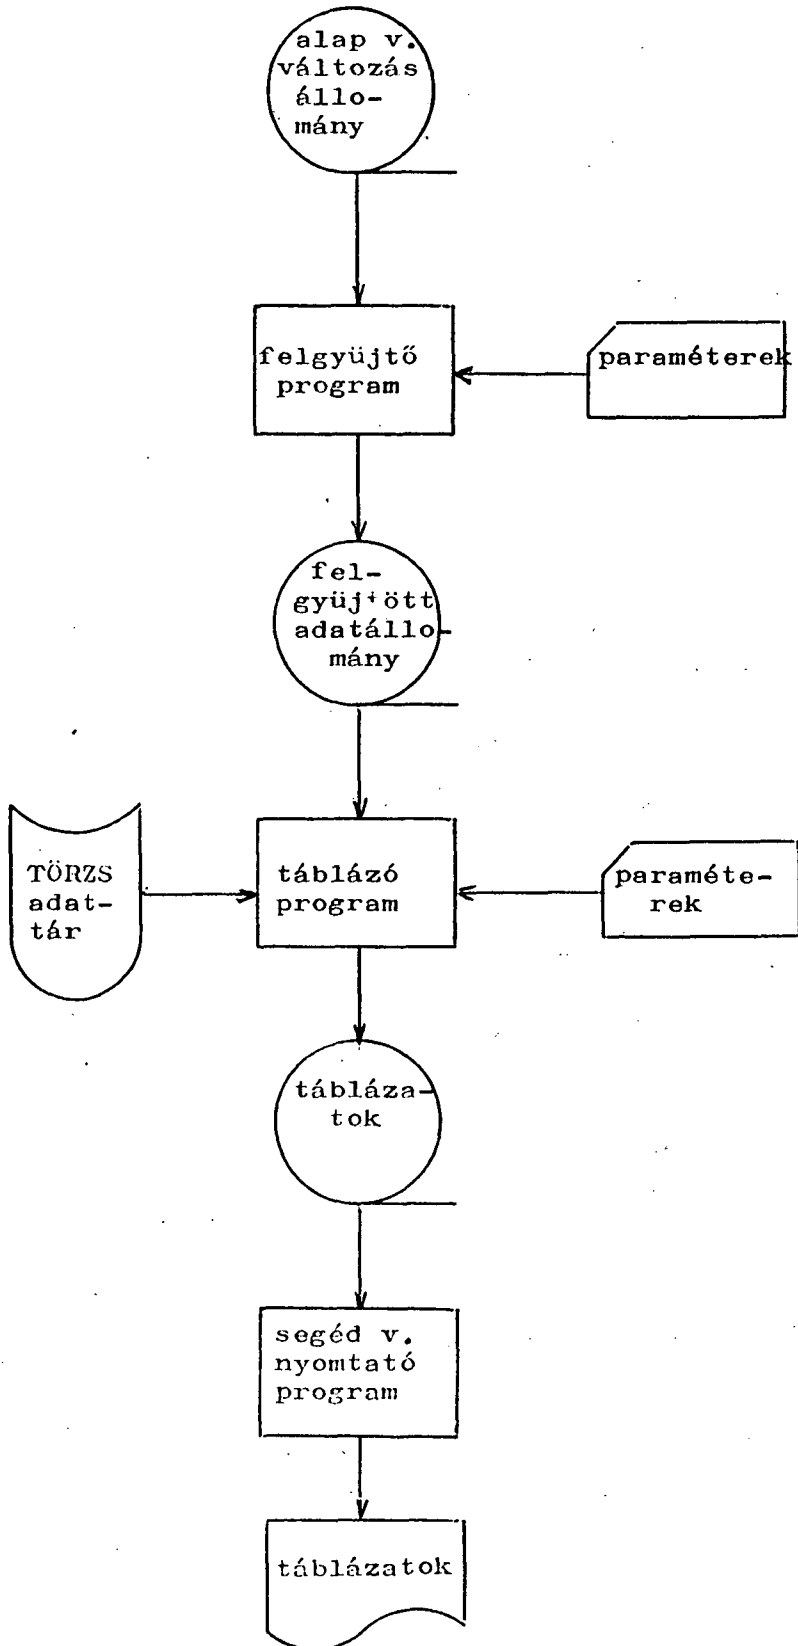 alap v.
változás
állo-
mány
felgyüjtő
program
paraméterek
fel-
gyüjtött
adatállo-
mány
TÖRZS
adat-
tár
táblázó
program
paraméte-
rek
tábláza-
tok
segéd v.
nyomtató
program
táblázatok